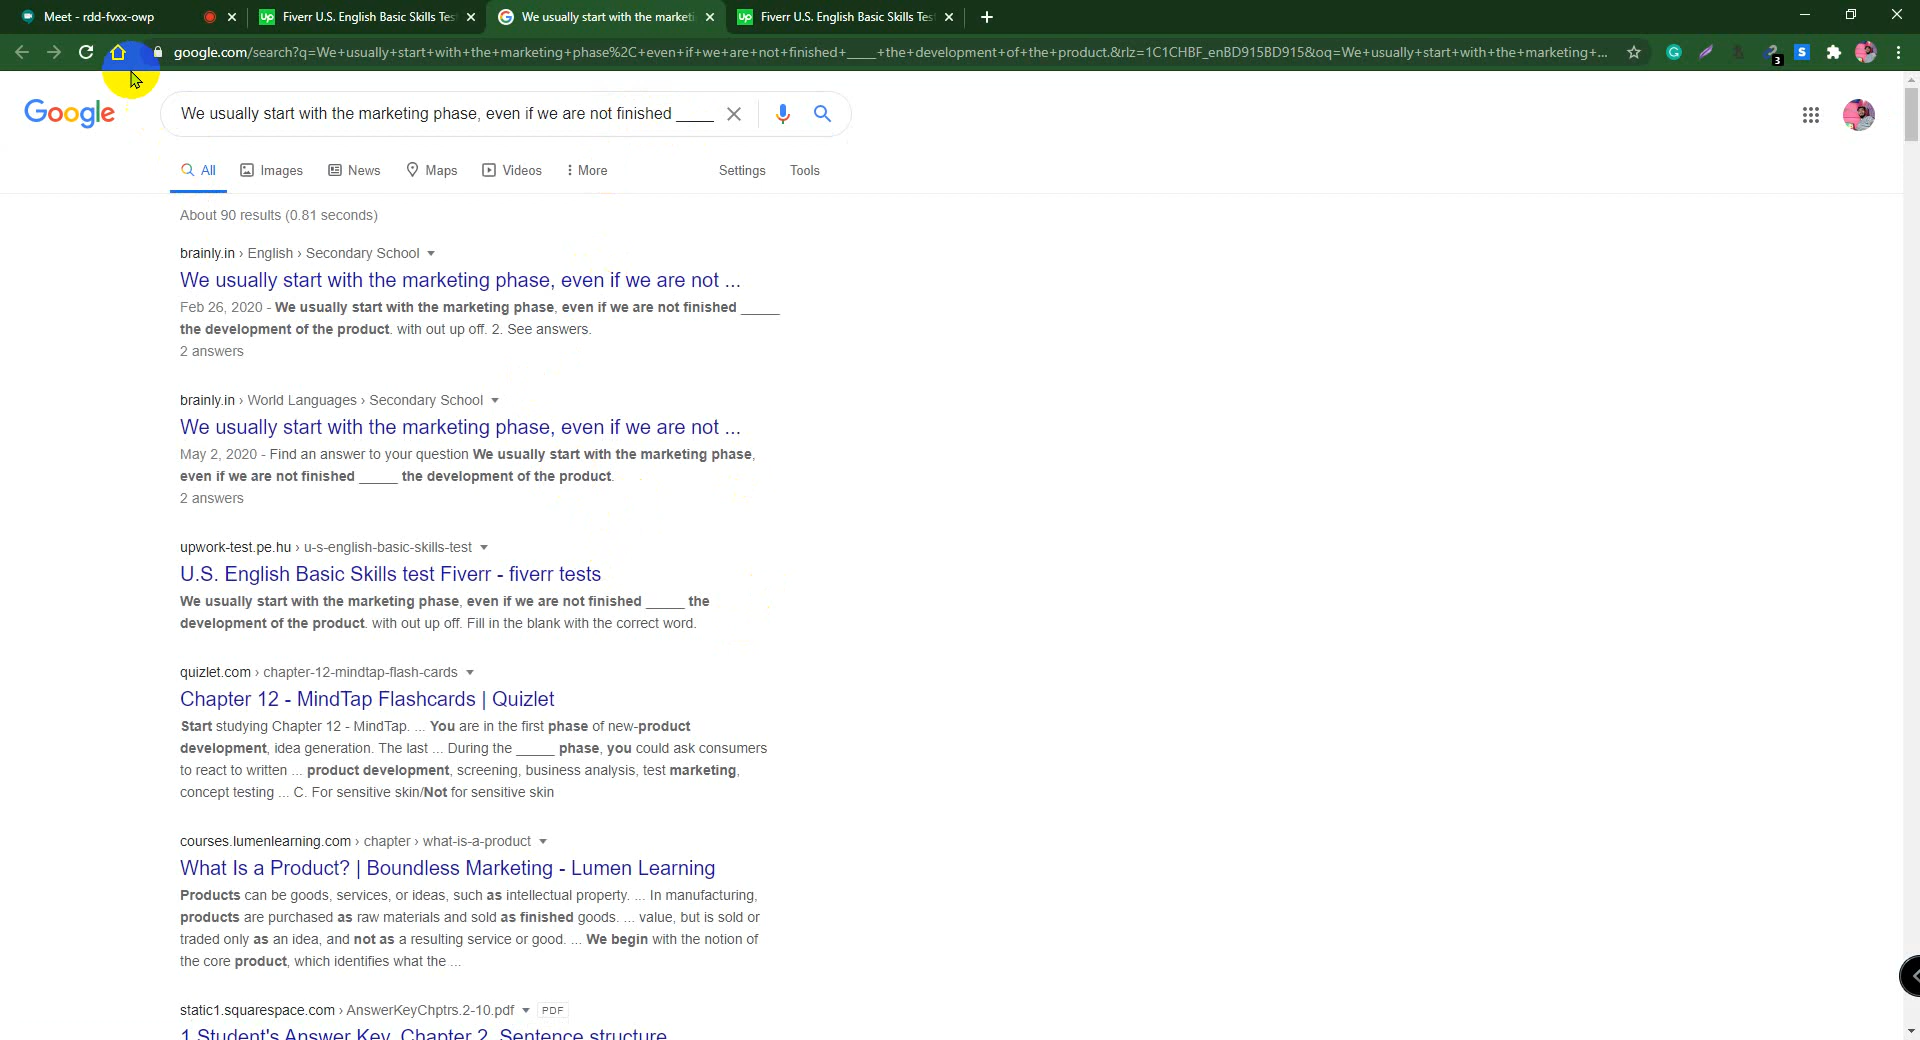 Meet - rdd-fvxx-owp
Fiverr U.S. English Basic Skills Tes
We usually start with the marketi
Fiverr U.S. English Basic Skills Tes
google.com/search?q=We+usually+start+with+the+marketing+phase%2C+even+if+we+are+not+finished+____+the+development+of+the+product.&rlz=1C1CHBF_enBD915BD915&oq=We+usually+start+with+the+marketing+...
3
S
Google
We usually start with the marketing phase, even if we are not finished _____
All
Images
News
Maps
Videos
More
Settings
Tools
About 90 results (0.81 seconds)
brainly.in › English › Secondary School
We usually start with the marketing phase, even if we are not ...
Feb 26, 2020 - We usually start with the marketing phase, even if we are not finished _____
the development of the product. with out up off. 2. See answers.
2 answers
brainly.in › World Languages › Secondary School
We usually start with the marketing phase, even if we are not ...
May 2, 2020 - Find an answer to your question We usually start with the marketing phase,
even if we are not finished _____ the development of the product.
2 answers
upwork-test.pe.hu › u-s-english-basic-skills-test
U.S. English Basic Skills test Fiverr - fiverr tests
We usually start with the marketing phase, even if we are not finished _____ the
development of the product. with out up off. Fill in the blank with the correct word.
quizlet.com › chapter-12-mindtap-flash-cards
Chapter 12 - MindTap Flashcards | Quizlet
Start studying Chapter 12 - MindTap. ... You are in the first phase of new-product
development, idea generation. The last ... During the _____ phase, you could ask consumers
to react to written ... product development, screening, business analysis, test marketing,
concept testing ... C. For sensitive skin/Not for sensitive skin
courses.lumenlearning.com › chapter › what-is-a-product
What Is a Product? | Boundless Marketing - Lumen Learning
Products can be goods, services, or ideas, such as intellectual property. ... In manufacturing,
products are purchased as raw materials and sold as finished goods. ... value, but is sold or
traded only as an idea, and not as a resulting service or good. ... We begin with the notion of
the core product, which identifies what the ...
static1.squarespace.com › AnswerKeyChptrs.2-10.pdf
PDF
1 Student's Answer Key, Chapter 2, Sentence structure